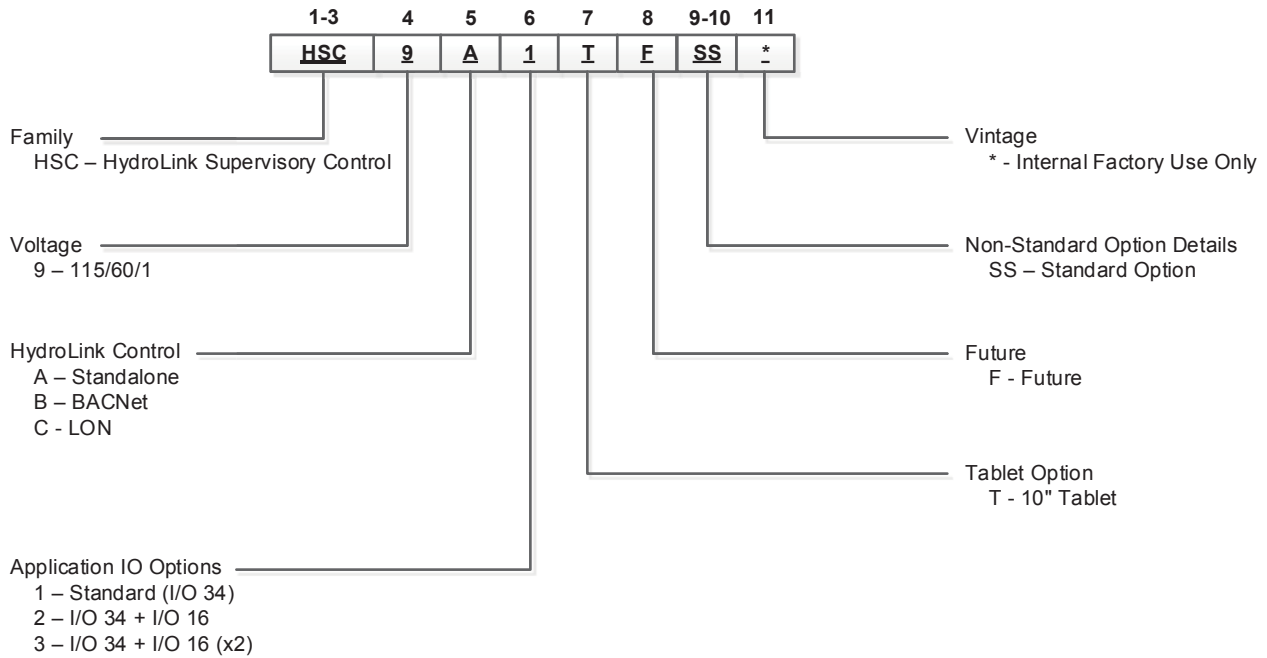 1-3 4 5 6 7 8 9-10 11
HSC 9 A 1 T F SS *
Family
HSC – HydroLink Supervisory Control
Voltage
9 – 115/60/1
HydroLink Control
A – Standalone
B – BACNet
C - LON
Application IO Options
1 – Standard (I/O 34)
2 – I/O 34 + I/O 16
3 – I/O 34 + I/O 16 (x2)
Vintage
* - Internal Factory Use Only
Non-Standard Option Details
SS – Standard Option
Future
F - Future
Tablet Option
T - 10" Tablet